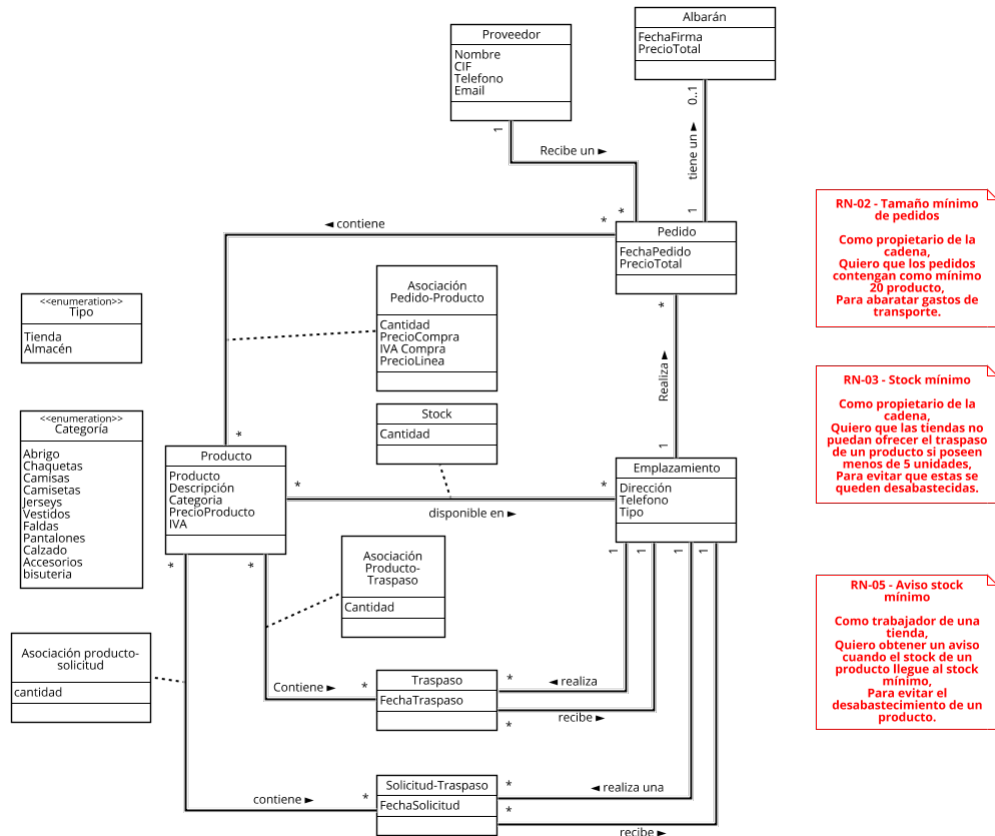 Proveedor
Nombre
CIF
Telefono
Email
1
Albarán
FechaFirma
PrecioTotal
0..1
Recibe un ►
tiene un ►
*
*
1
◄ contiene
Pedido
FechaPedido
PrecioTotal
*
RN-02 - Tamaño mínimo
de pedidos
Como propietario de la
cadena,
Quiero que los pedidos
contengan como mínimo
20 producto,
Para abaratar gastos de
transporte.
Asociación
Pedido-Producto
Cantidad
PrecioCompra
IVA Compra
PrecioLinea
<<enumeration>>
Tipo
Tienda
Almacén
Realiza ►
1
RN-03 - Stock mínimo
Como propietario de la
cadena,
Quiero que las tiendas no
puedan ofrecer el traspaso
de un producto si poseen
menos de 5 unidades,
Para evitar que estas se
queden desabastecidas.
Stock
Cantidad
<<enumeration>>
Categoría
Abrigo
Chaquetas
Camisas
Camisetas
Jerseys
Vestidos
Faldas
Pantalones
Calzado
Accesorios
bisuteria
*
Producto
Producto
Descripción
Categoria
PrecioProducto
IVA
*
*
disponible en ►
Emplazamiento
Dirección
Telefono
Tipo
*
*
1
1
1
1
Asociación
Producto-
Traspaso
Cantidad
RN-05 - Aviso stock
mínimo
Como trabajador de una
tienda,
Quiero obtener un aviso
cuando el stock de un
producto llegue al stock
mínimo,
Para evitar el
desabastecimiento de un
producto.
Asociación producto-
solicitud
cantidad
Contiene ►
*
Traspaso
FechaTraspaso
*
◄ realiza
recibe ►
*
contiene ►
*
Solicitud-Traspaso
FechaSolicitud
*
◄ realiza una
*
recibe ►